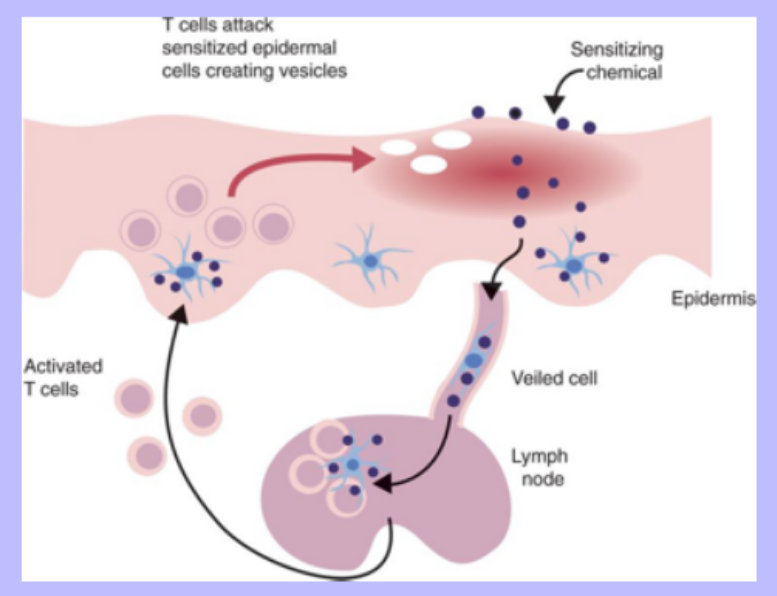 T cells attack
sensitized epidermal
cells creating vesicles
Sensitizing
chemical
Epidermis
Activated
T cells
Veiled cell
Lymph
node